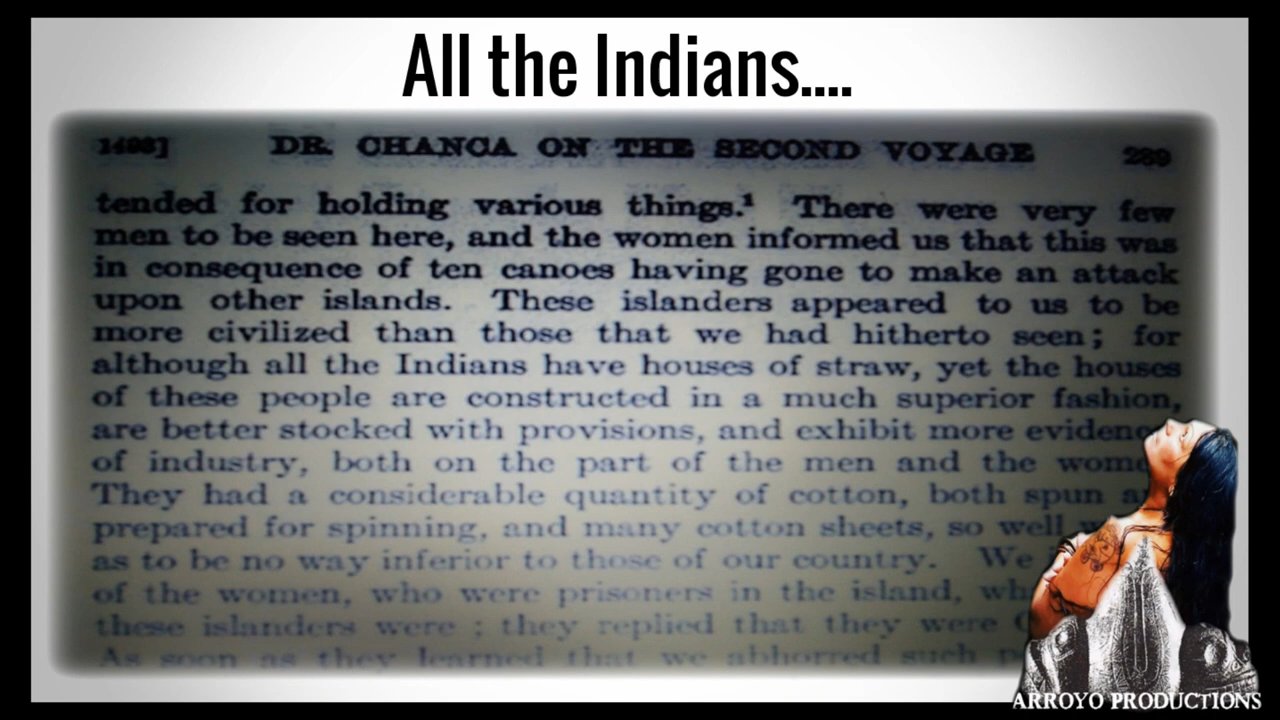 All the Indians....
1493] DR. CHANCA ON THE SECOND VOYAGE 289
tended for holding various things.¹ There were very few
men to be seen here, and the women informed us that this was
in consequence of ten canoes having gone to make an attack
upon other islands. These islanders appeared to us to be
more civilized than those that we had hitherto seen; for
although all the Indians have houses of straw, yet the houses
of these people are constructed in a much superior fashion,
are better stocked with provisions, and exhibit more
of industry, both on the part of the men and the
They had a considerable quantity of cotton, both spun
prepared for spinning, and many cotton sheets, so well
as to be no way inferior to those of our country. We
of the women, who were prisoners in the island,
these islanders were ; they replied that they were
As soon as they learned that we abhorred such
ARROYO PRODUCTIONS